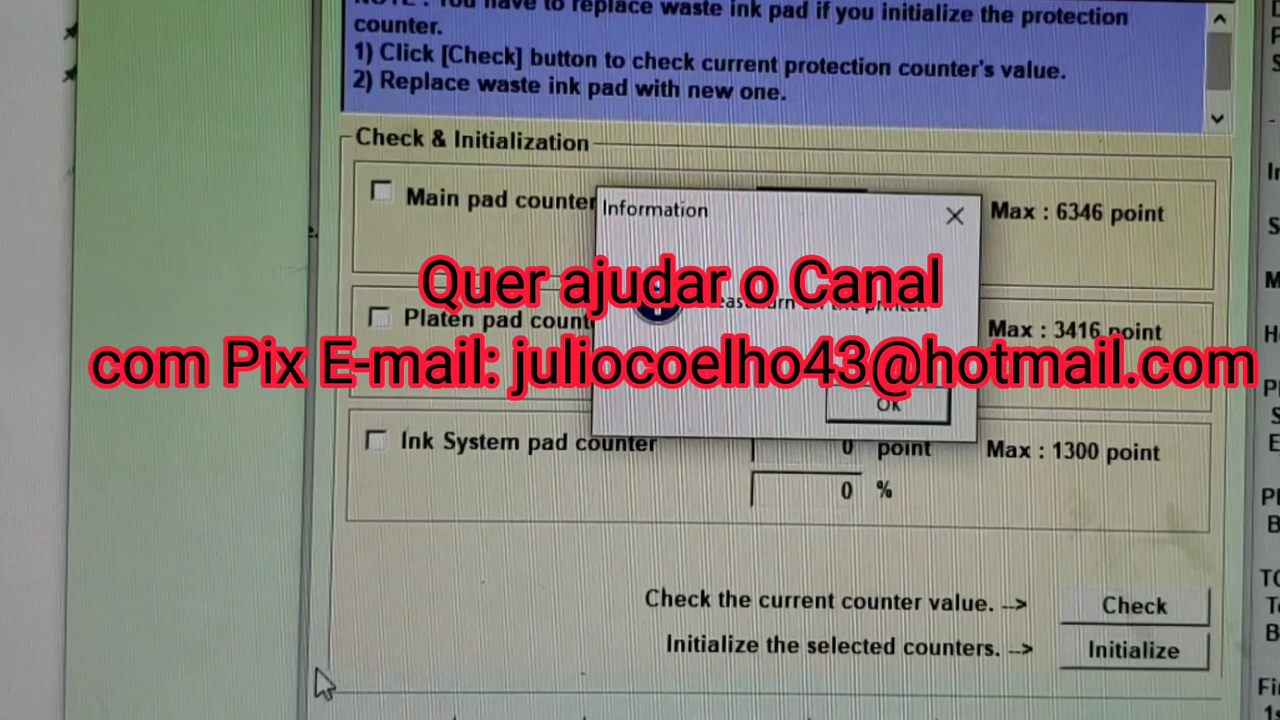 have to replace waste ink pad if you initialize the protection
counter.
1) Click [Check] button to check current protection counter's value.
2) Replace waste ink pad with new one.
Check & Initialization
Main pad counter
Max : 6346 point
Information
Quer ajudar o Canal
com Pix E-mail: juliocoelho43@hotmail.com
Platen pad
Max : 3416 point
OK
Ink System pad counter
0 point
Max : 1300 point
0 %
Check the current counter value. -->
Check
Initialize the selected counters. -->
Initialize